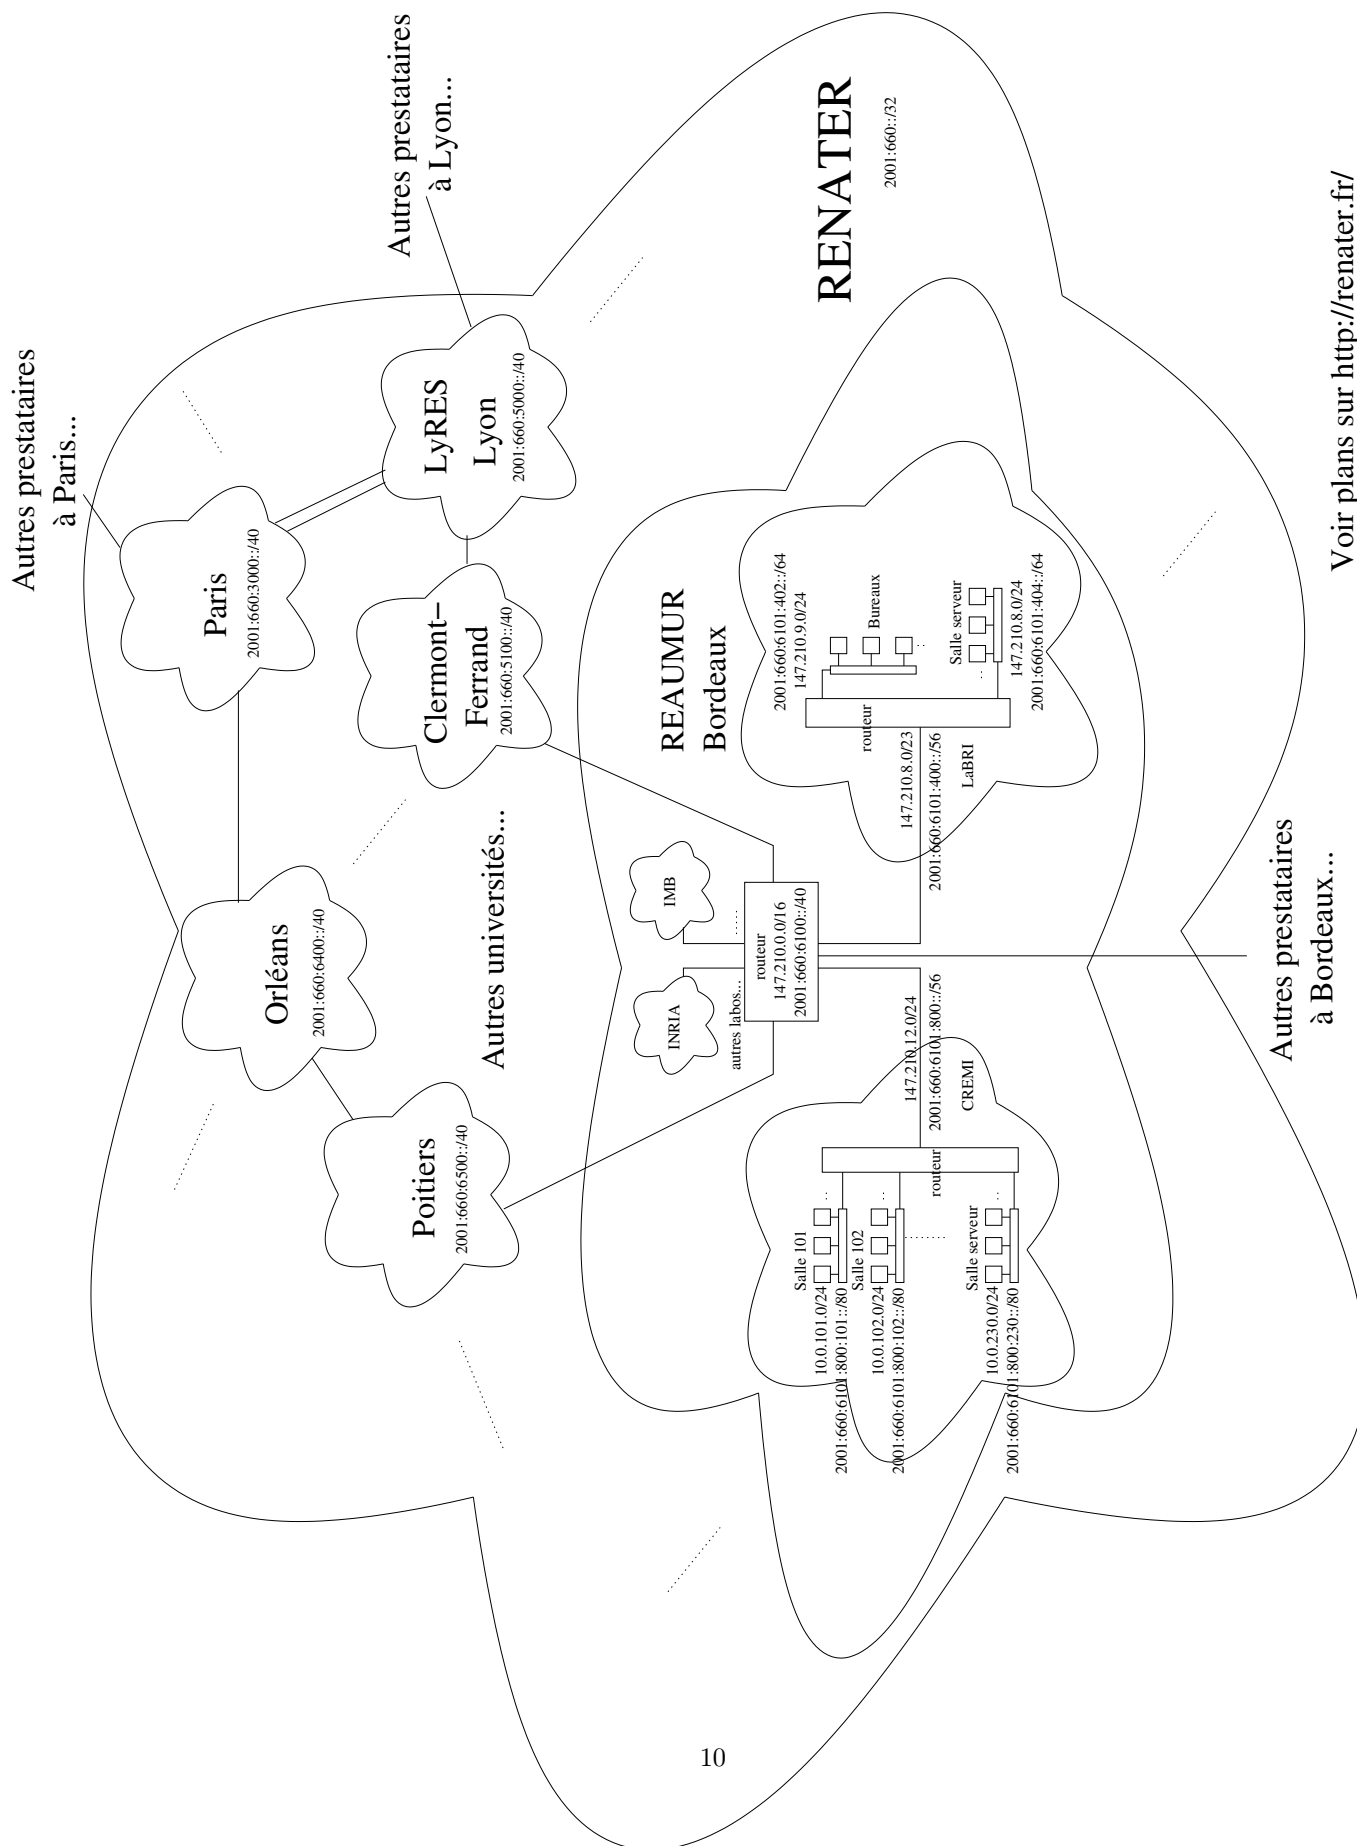 Autres prestataires
à Paris...
Autres prestataires
à Lyon...
Paris
2001:660:3000::/40
LyRES
Lyon
2001:660:5000::/40
Clermont−
Ferrand
2001:660:5100::/40
Orléans
2001:660:6400::/40
Poitiers
2001:660:6500::/40
Autres universités...
RENATER
2001:660::/32
REAUMUR
Bordeaux
IMB
INRIA
autres labos...
routeur
147.210.0.0/16
2001:660:6100::/40
2001:660:6101:402::/64
147.210.9.0/24
Bureaux
Salle serveur
147.210.8.0/24
2001:660:6101:404::/64
routeur
147.210.8.0/23
2001:660:6101:400::/56
LaBRI
147.210.12.0/24
2001:660:6101:800::/56
CREMI
routeur
Salle 101
10.0.101.0/24
2001:660:6101:800:101::/80
Salle 102
10.0.102.0/24
2001:660:6101:800:102::/80
Salle serveur
10.0.230.0/24
2001:660:6101:800:230::/80
Autres prestataires
à Bordeaux...
Voir plans sur http://renater.fr/
10